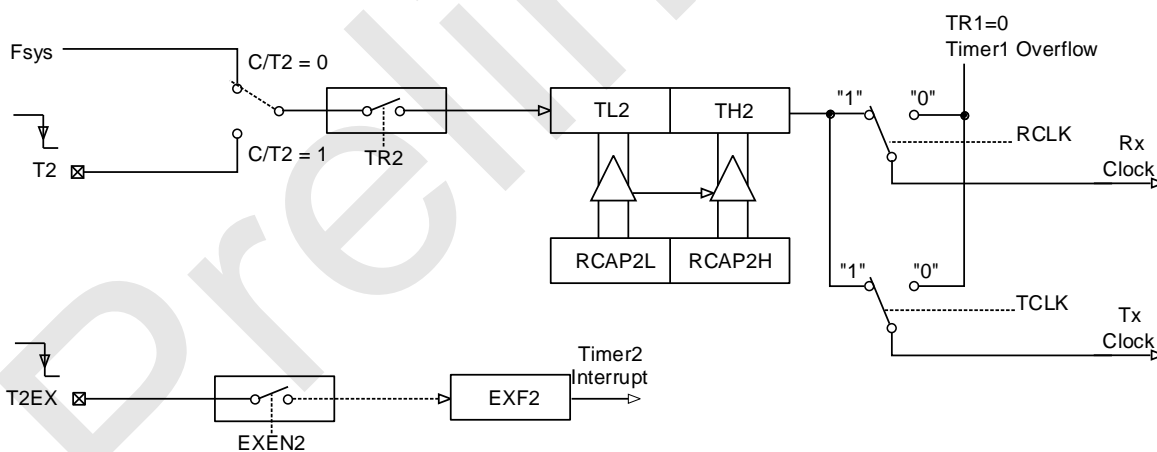 TR1=0
Timer1 Overflow
Fsys
C/T2 = 0
TL2
TH2
"1"
"0"
RCLK
Rx
Clock
T2
C/T2 = 1
TR2
RCAP2L
RCAP2H
"1"
"0"
TCLK
Tx
Clock
Timer2
Interrupt
T2EX
EXF2
EXEN2